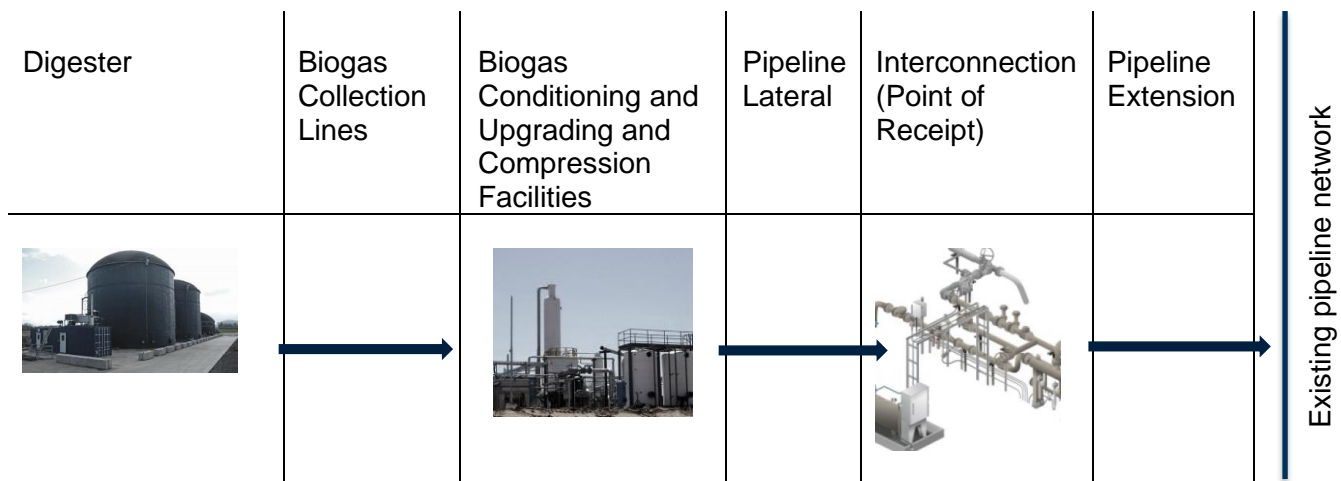 Digester
Biogas
Collection
Lines
Biogas
Conditioning and
Upgrading and
Compression
Facilities
Pipeline
Lateral
Interconnection
(Point of
Receipt)
Pipeline
Extension
Existing pipeline network